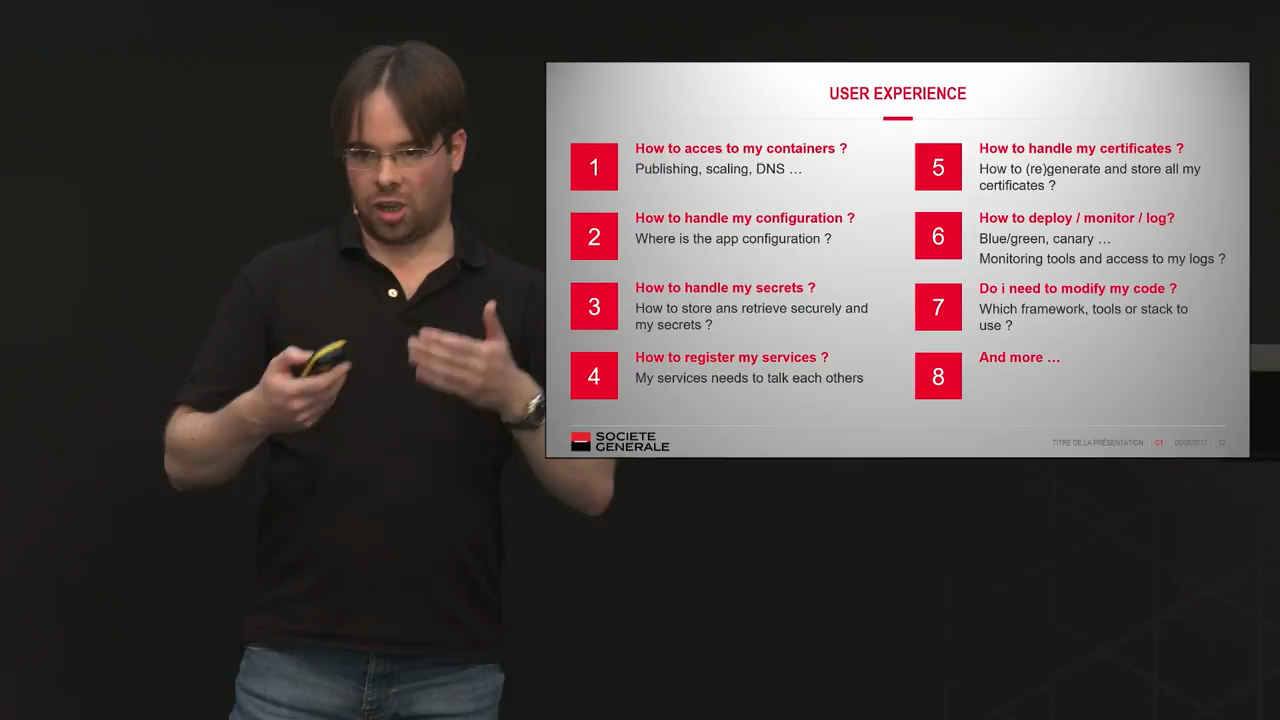 USER EXPERIENCE
1
How to acces to my containers ?
Publishing, scaling, DNS ...
2
How to handle my configuration ?
Where is the app configuration ?
3
How to handle my secrets ?
How to store ans retrieve securely and
my secrets ?
4
How to register my services ?
My services needs to talk each others
5
How to handle my certificates ?
How to (re)generate and store all my
certificates ?
6
How to deploy / monitor / log?
Blue/green, canary ...
Monitoring tools and access to my logs ?
7
Do i need to modify my code ?
Which framework, tools or stack to
use ?
8
And more ...
SOCIETE
GENERALE
TITRE DE LA PRÉSENTATION | C1 | 00/00/2017 | 12